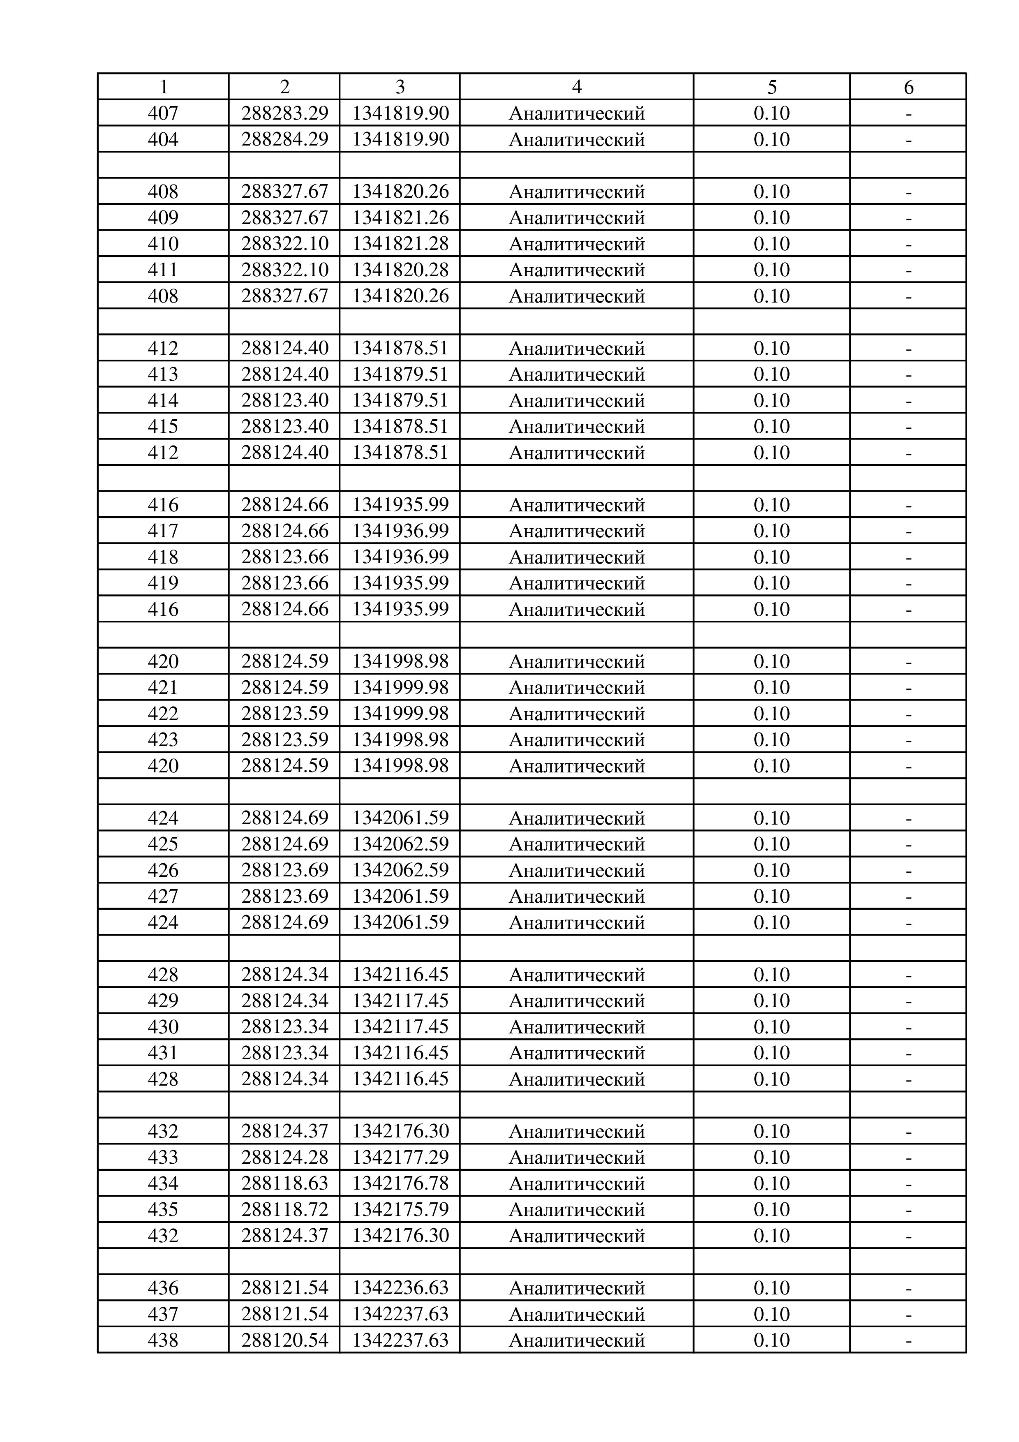 1 2 3 4 5 6
407 288283.29 1341819.90 Аналитический 0.10 -
404 288284.29 1341819.90 Аналитический 0.10 -
408 288327.67 1341820.26 Аналитический 0.10 -
409 288327.67 1341821.26 Аналитический 0.10 -
410 288322.10 1341821.28 Аналитический 0.10 -
411 288322.10 1341820.28 Аналитический 0.10 -
408 288327.67 1341820.26 Аналитический 0.10 -
412 288124.40 1341878.51 Аналитический 0.10 -
413 288124.40 1341879.51 Аналитический 0.10 -
414 288123.40 1341879.51 Аналитический 0.10 -
415 288123.40 1341878.51 Аналитический 0.10 -
412 288124.40 1341878.51 Аналитический 0.10 -
416 288124.66 1341935.99 Аналитический 0.10 -
417 288124.66 1341936.99 Аналитический 0.10 -
418 288123.66 1341936.99 Аналитический 0.10 -
419 288123.66 1341935.99 Аналитический 0.10 -
416 288124.66 1341935.99 Аналитический 0.10 -
420 288124.59 1341998.98 Аналитический 0.10 -
421 288124.59 1341999.98 Аналитический 0.10 -
422 288123.59 1341999.98 Аналитический 0.10 -
423 288123.59 1341998.98 Аналитический 0.10 -
420 288124.59 1341998.98 Аналитический 0.10 -
424 288124.69 1342061.59 Аналитический 0.10 -
425 288124.69 1342062.59 Аналитический 0.10 -
426 288123.69 1342062.59 Аналитический 0.10 -
427 288123.69 1342061.59 Аналитический 0.10 -
424 288124.69 1342061.59 Аналитический 0.10 -
428 288124.34 1342116.45 Аналитический 0.10 -
429 288124.34 1342117.45 Аналитический 0.10 -
430 288123.34 1342117.45 Аналитический 0.10 -
431 288123.34 1342116.45 Аналитический 0.10 -
428 288124.34 1342116.45 Аналитический 0.10 -
432 288124.37 1342176.30 Аналитический 0.10 -
433 288124.28 1342177.29 Аналитический 0.10 -
434 288118.63 1342176.78 Аналитический 0.10 -
435 288118.72 1342175.79 Аналитический 0.10 -
432 288124.37 1342176.30 Аналитический 0.10 -
436 288121.54 1342236.63 Аналитический 0.10 -
437 288121.54 1342237.63 Аналитический 0.10 -
438 288120.54 1342237.63 Аналитический 0.10 -